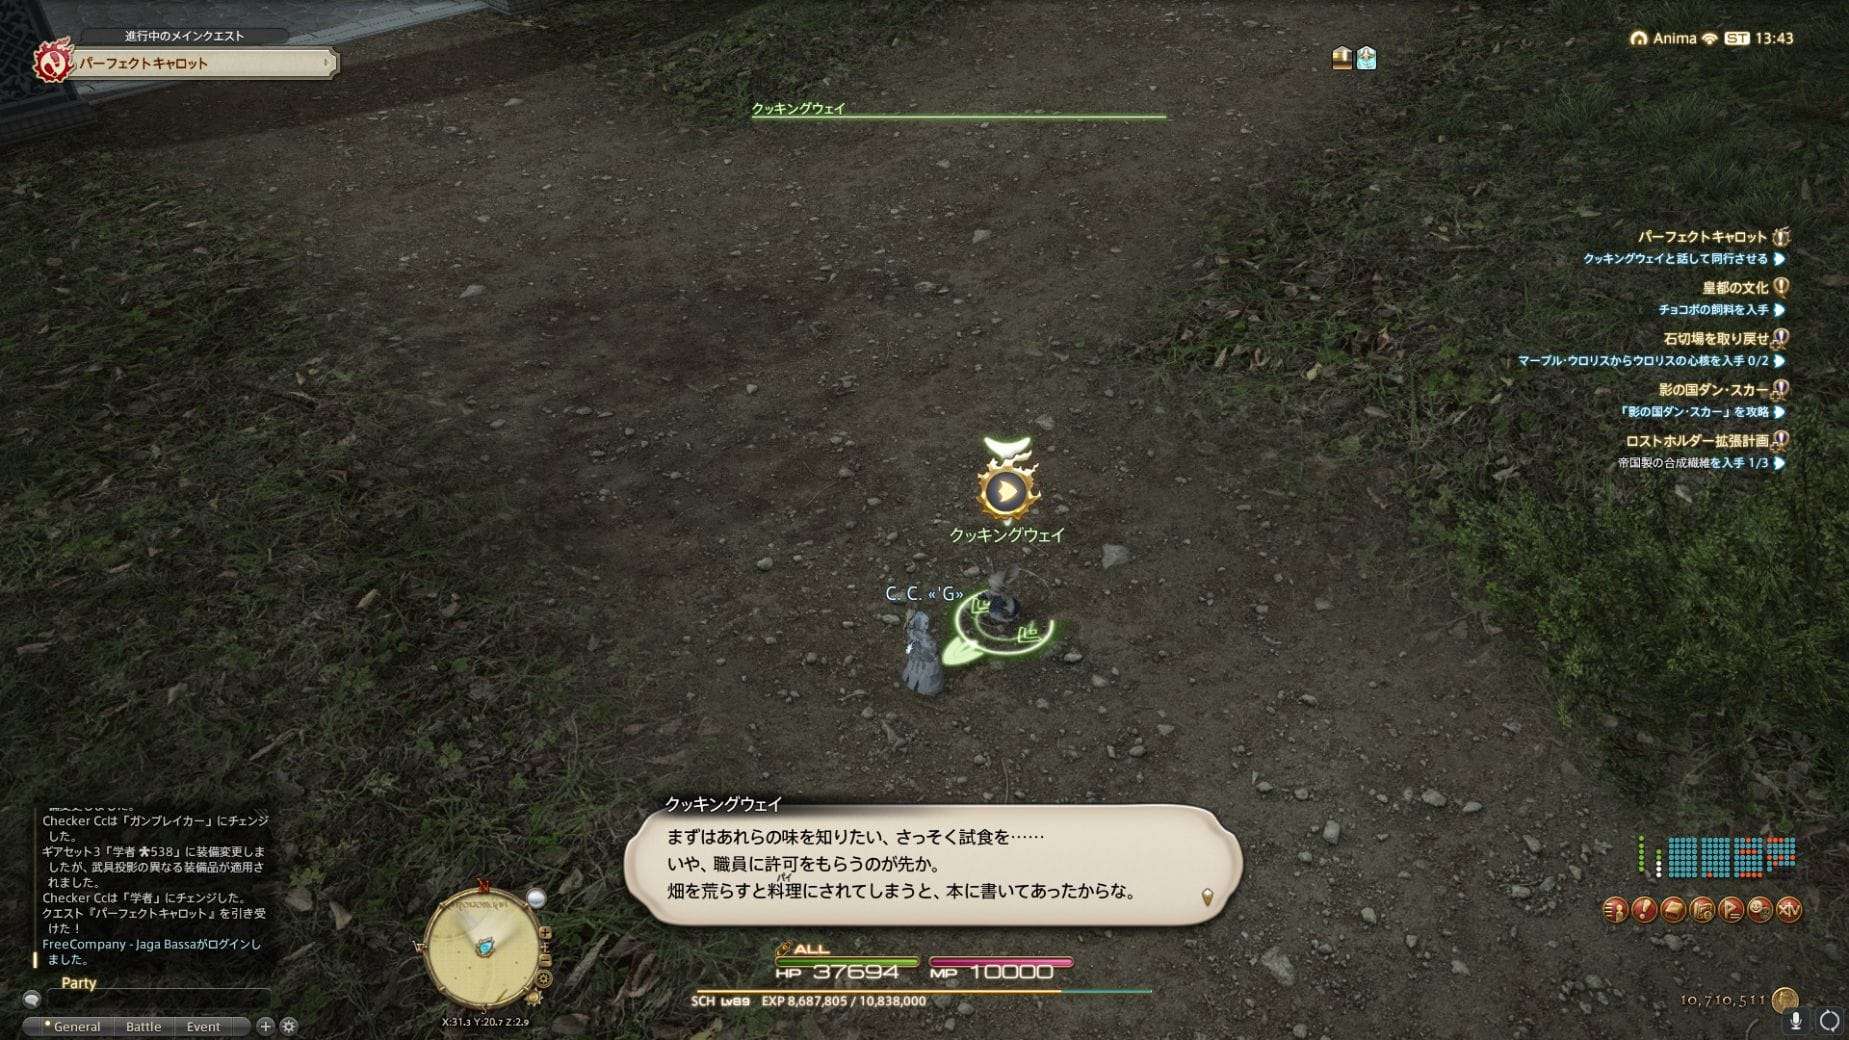 進行中のメインクエスト
パーフェクトキャロット
Anima ST 13:43
クッキングウェイ
パーフェクトキャロット
クッキングウェイと話して同行させる
皇都の文化
チョコボの飼料を入手
石切場を取り戻せ
マーブル・ウロリスからウロリスの心核を入手 0/2
影の国ダン・スカー
「影の国ダン・スカー」を攻略
ロストホルダー拡張計画
帝国製の合成繊維を入手 1/3
クッキングウェイ
C. C. «'G»
クッキングウェイ
まずはあれらの味を知りたい、さっそく試食を……
いや、職員に許可をもらうのが先か。
パイ
畑を荒らすと料理にされてしまうと、本に書いてあったからな。
Checker Ccは「ガンブレイカー」にチェンジ
した。
ギアセット3「学者 538」に装備変更しま
したが、武具投影の異なる装備品が適用さ
れました。
Checker Ccは「学者」にチェンジした。
クエスト『パーフェクトキャロット』を引き受
けた！
FreeCompany - Jaga Bassaがログインし
ました。
Party
General Battle Event
N
X:31.3 Y:20.7 Z:2.9
ALL
HP 37694 MP 10000
SCH Lv89 EXP 8,687,805 / 10,838,000
XIV
10,710,511